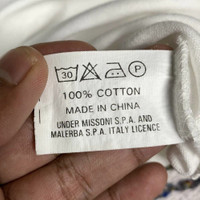 30 P
100% COTTON
MADE IN CHINA
UNDER MISSONI S.P.A AND
MALERBA S.P.A. ITALY LICENCE